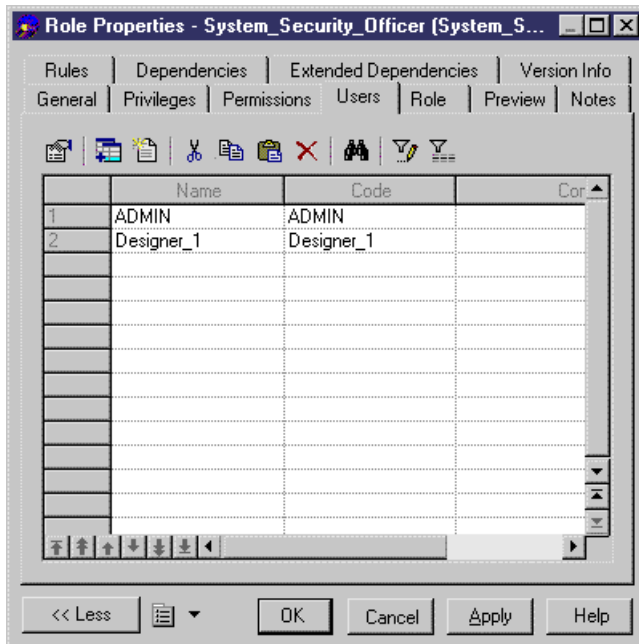 Role Properties - System_Security_Officer (System_S...
Rules Dependencies Extended Dependencies Version Info
General Privileges Permissions Users Role Preview Notes
Name Code Cor
1 ADMIN ADMIN
2 Designer_1 Designer_1
<< Less OK Cancel Apply Help